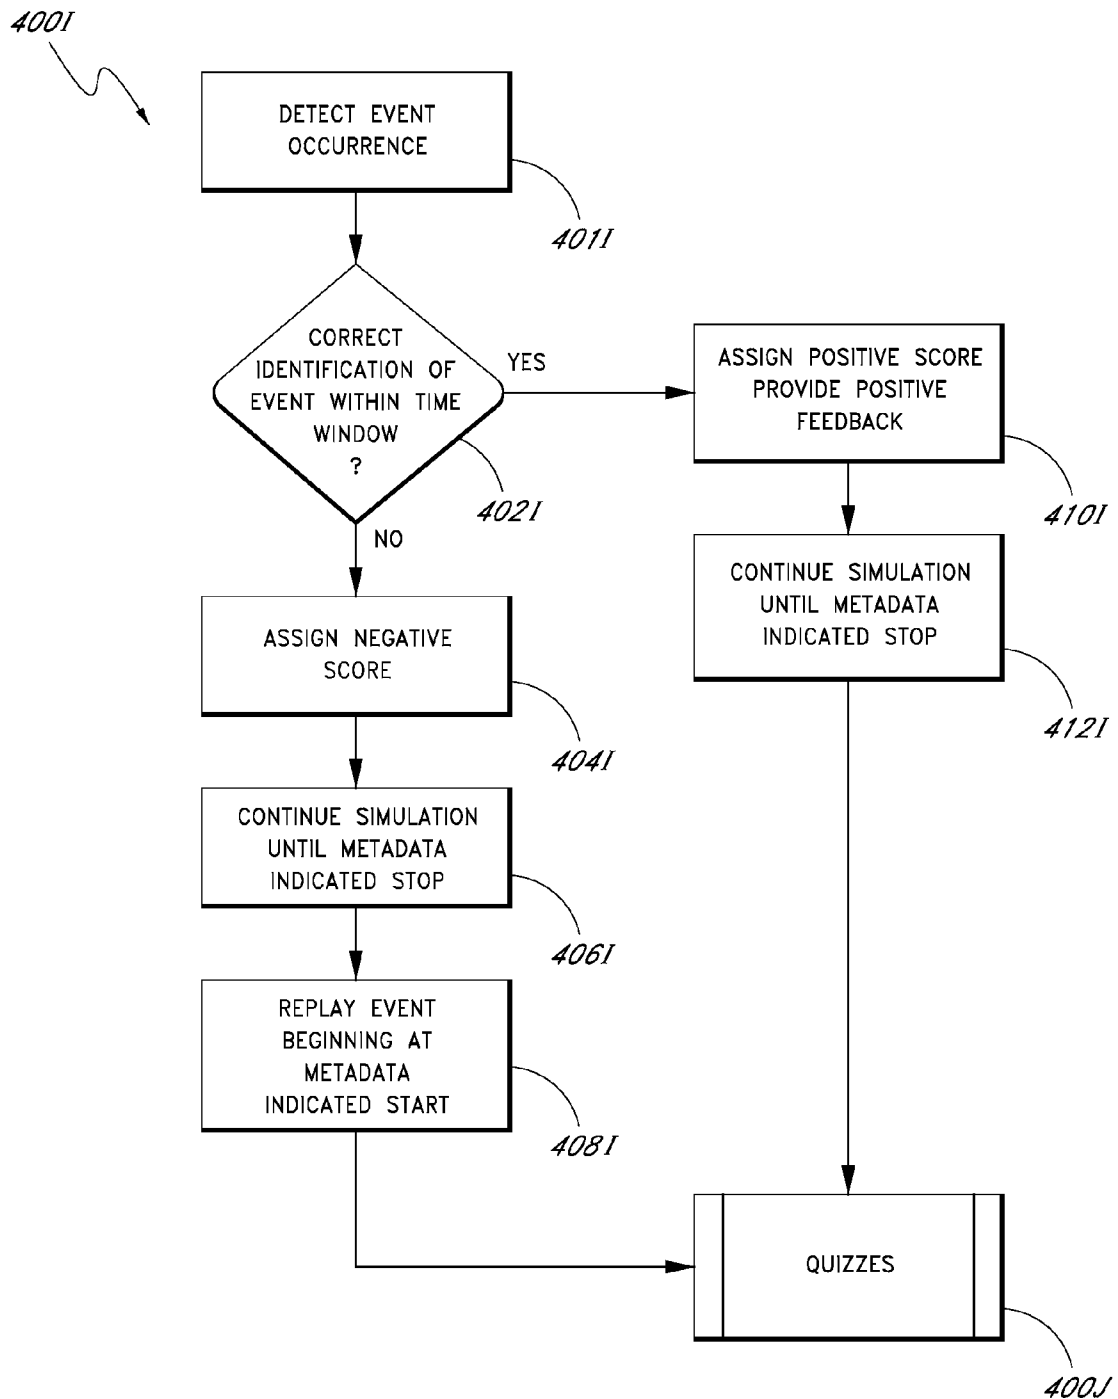 400I
DETECT EVENT
OCCURRENCE
401I
CORRECT
IDENTIFICATION OF
EVENT WITHIN TIME
WINDOW
?
402I
YES
NO
ASSIGN POSITIVE SCORE
PROVIDE POSITIVE
FEEDBACK
410I
CONTINUE SIMULATION
UNTIL METADATA
INDICATED STOP
412I
ASSIGN NEGATIVE
SCORE
404I
CONTINUE SIMULATION
UNTIL METADATA
INDICATED STOP
406I
REPLAY EVENT
BEGINNING AT
METADATA
INDICATED START
408I
QUIZZES
400J